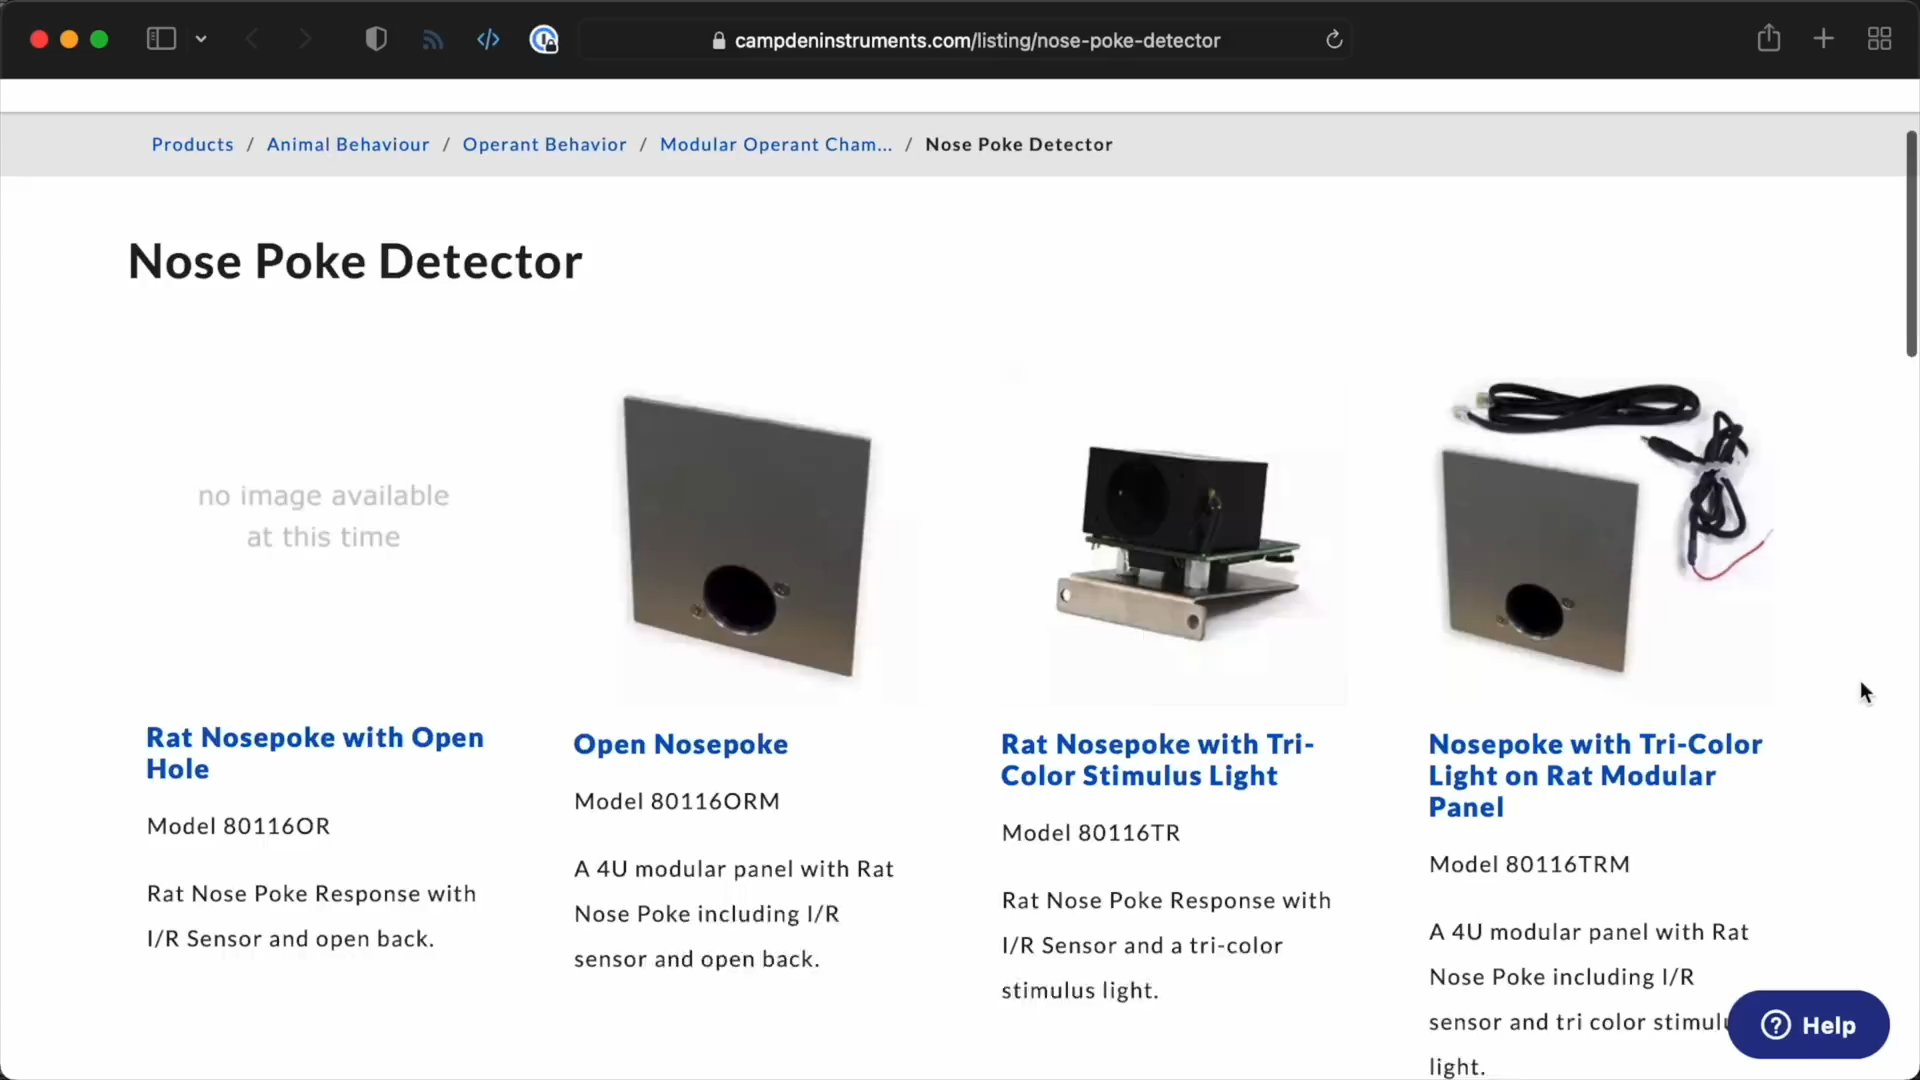 campdeninstruments.com/listing/nose-poke-detector
Products / Animal Behaviour / Operant Behavior / Modular Operant Cham... / Nose Poke Detector
Nose Poke Detector
no image available
at this time
Rat Nosepoke with Open
Hole
Model 80116OR
Rat Nose Poke Response with
I/R Sensor and open back.
Open Nosepoke
Model 80116ORM
A 4U modular panel with Rat
Nose Poke including I/R
sensor and open back.
Rat Nosepoke with Tri-
Color Stimulus Light
Model 80116TR
Rat Nose Poke Response with
I/R Sensor and a tri-color
stimulus light.
Nosepoke with Tri-Color
Light on Rat Modular
Panel
Model 80116TRM
A 4U modular panel with Rat
Nose Poke including I/R
sensor and tri color stimul
light.
Help